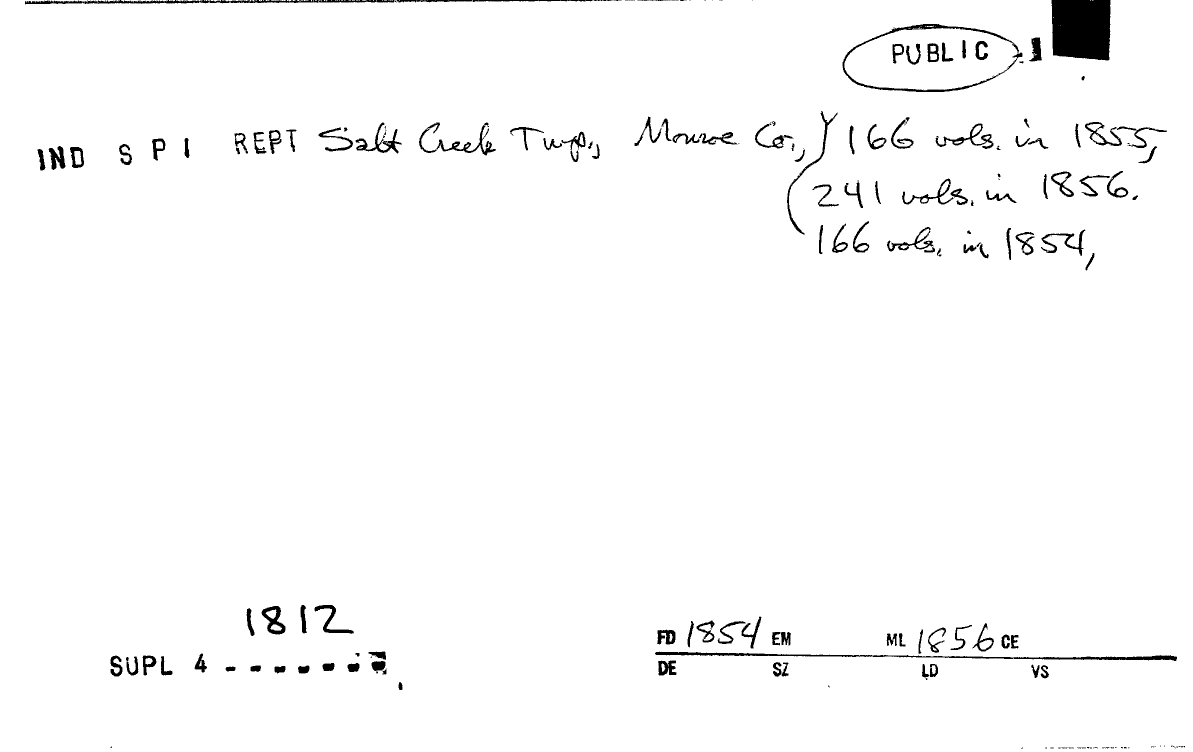 PUBLIC
IND S P I REPT Salt Creek Twp., Monroe Co., 166 vols. in 1855,
241 vols. in 1856.
166 vols. in 1854,
1812
SUPL 4 -------
FD 1854 EM ML 1856 CE
DE SZ LD VS